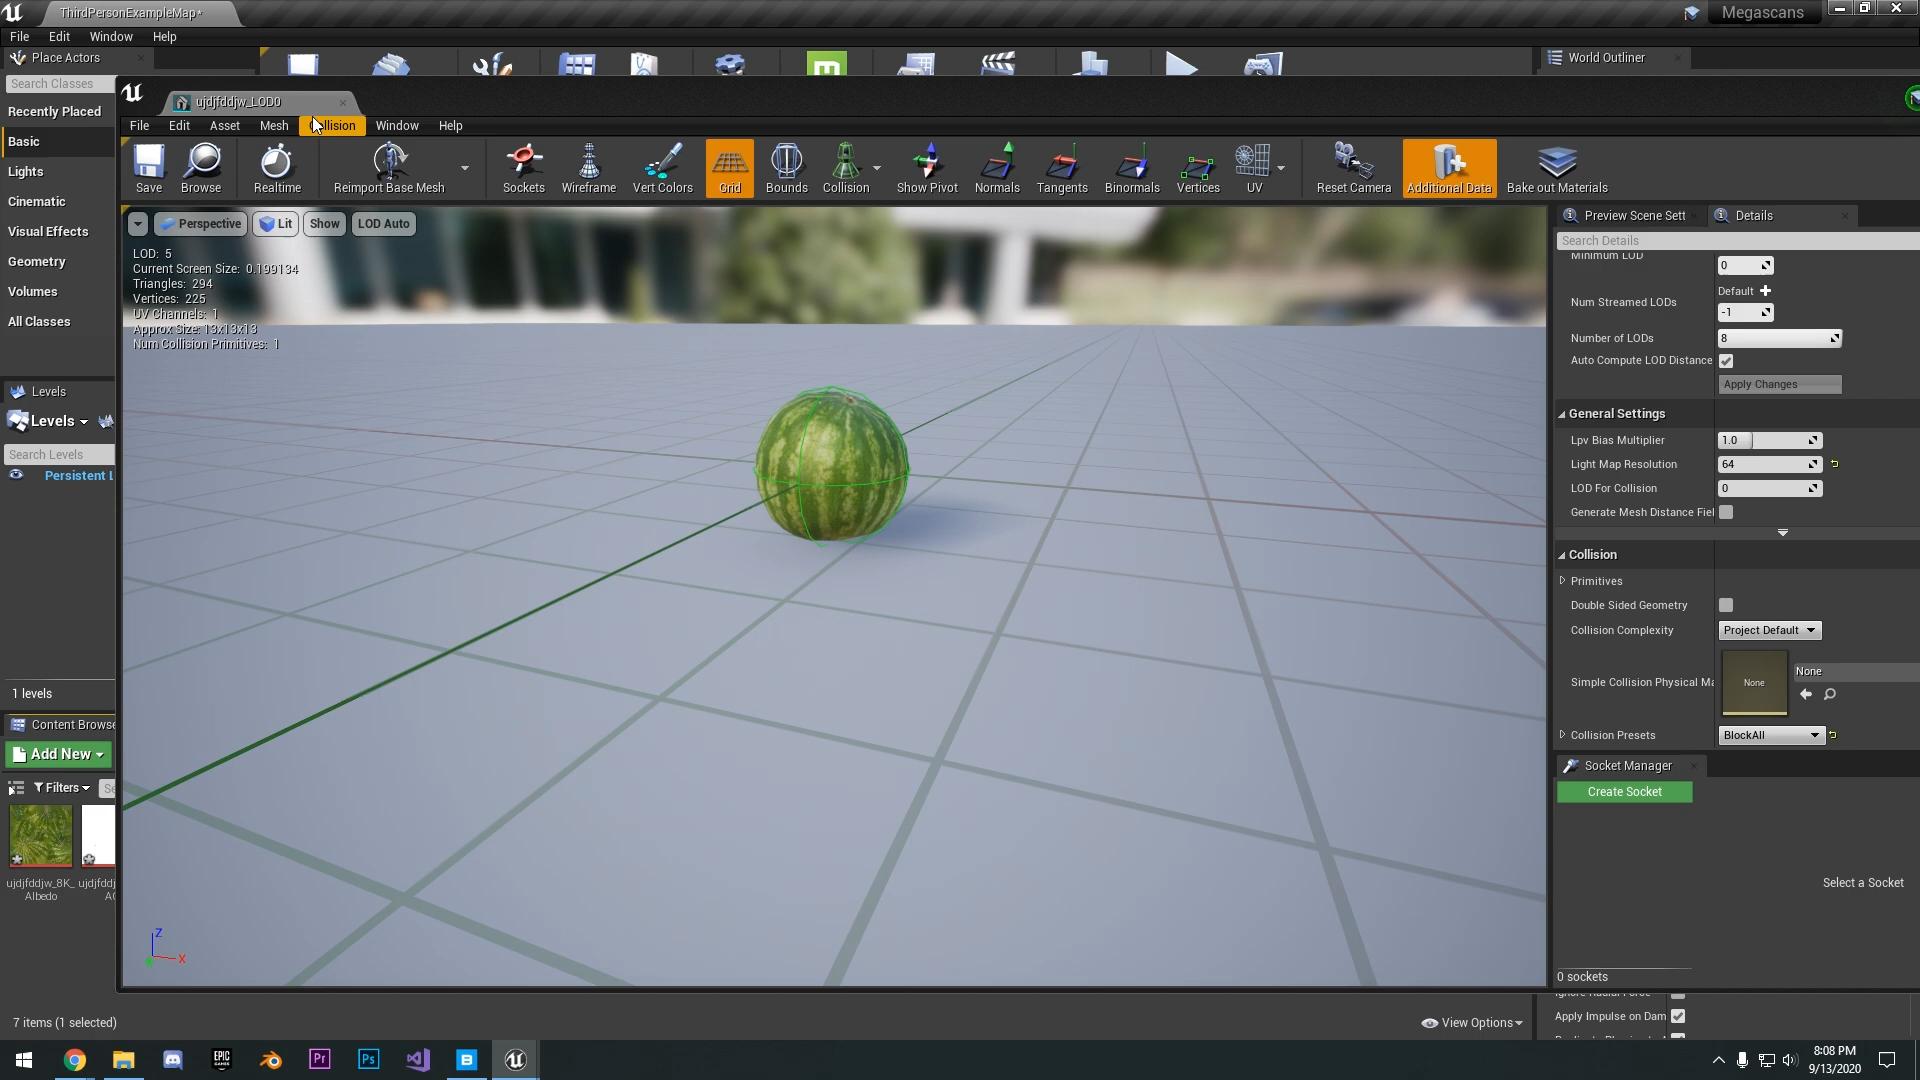 ThirdPersonExampleMap*
Megascans
File Edit Window Help
Place Actors
World Outliner
Search Classes
ujdjfddjw_LOD0
Recently Placed
Basic
Lights
Cinematic
Visual Effects
Geometry
Volumes
All Classes
File Edit Asset Mesh Window Help
Save
Browse
Realtime
Reimport Base Mesh
Sockets
Wireframe
Vert Colors
Grid
Bounds
Collision
Show Pivot
Normals
Tangents
Binormals
Vertices
UV
Reset Camera
Additional Data
Bake out Materials
Perspective
Lit
Show
LOD Auto
LOD: 5
Current Screen Size: 0.199134
Triangles: 294
Vertices: 225
UV Channels: 1
Approx Size: 13x13x13
Num Collision Primitives: 1
Z
X
Preview Scene Sett
Details
Search Details
Minimum LOD
0
Default
Num Streamed LODs
-1
Number of LODs
8
Auto Compute LOD Distance
Apply Changes
General Settings
Lpv Bias Multiplier
1.0
Light Map Resolution
64
LOD For Collision
0
Generate Mesh Distance Fiel
Collision
Primitives
Double Sided Geometry
Collision Complexity
Project Default
Simple Collision Physical Ma
None
None
Collision Presets
BlockAll
Socket Manager
Create Socket
Select a Socket
0 sockets
Apply Impulse on Dam
Levels
Levels
Search Levels
Persistent L
1 levels
Content Browse
Add New
Filters
Se
ujdjfddjw_8K_
Albedo
ujdjfddj
7 items (1 selected)
View Options
EPIC
GAMES
Pr
Ps
8:08 PM
9/13/2020